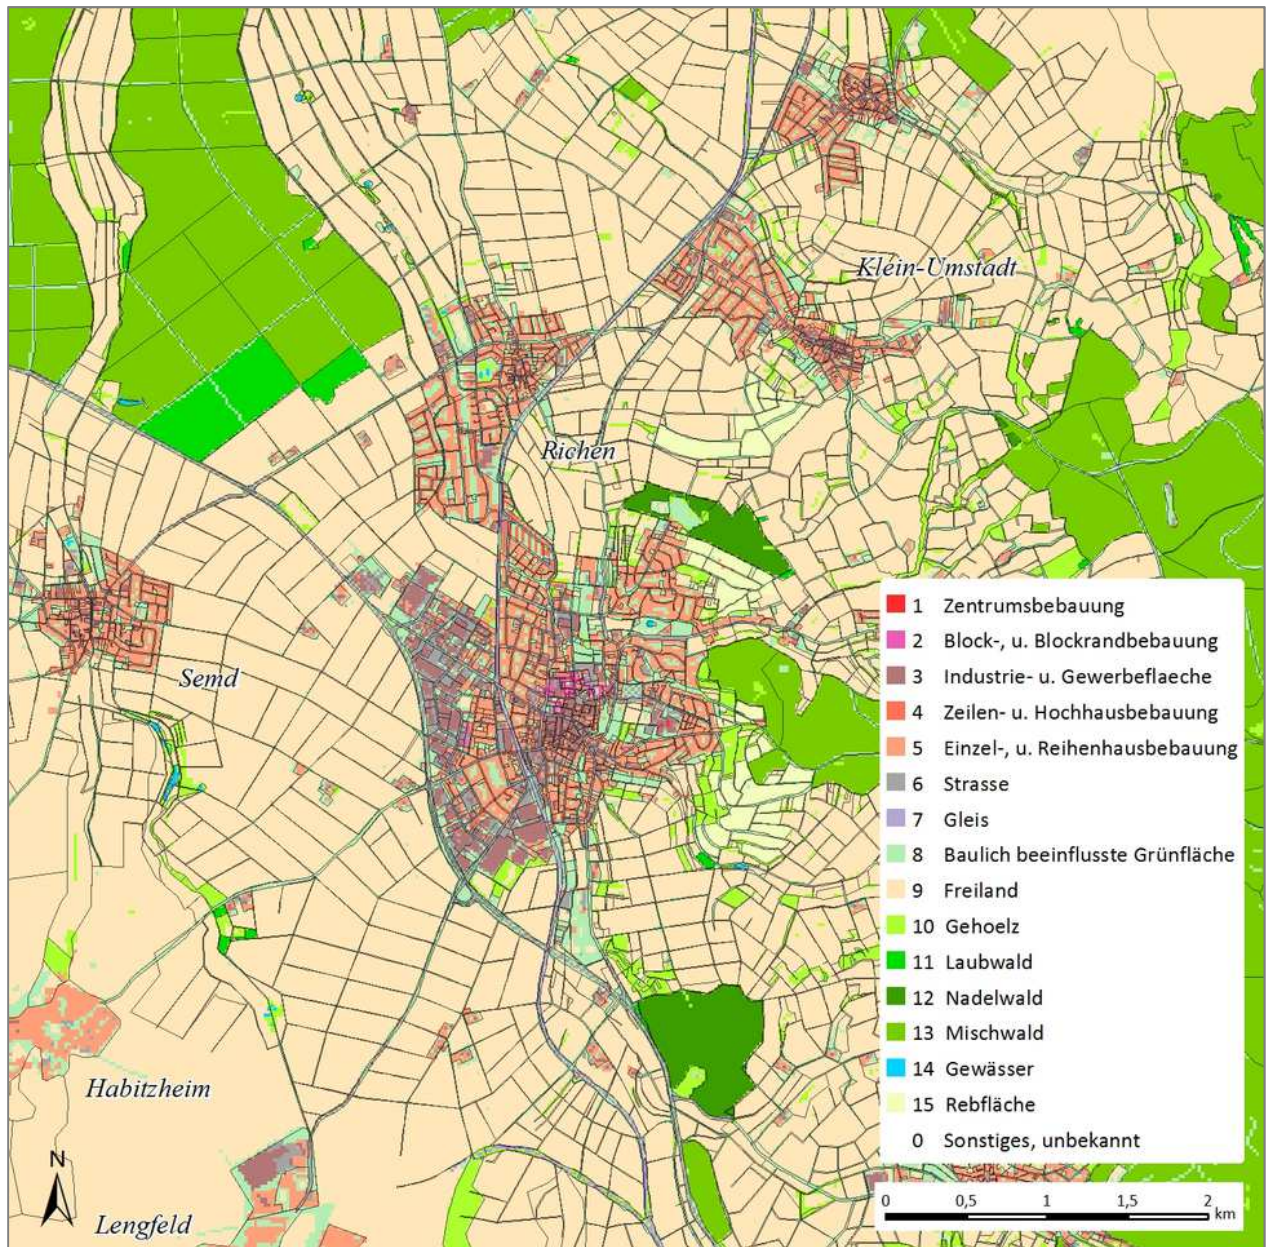 Klein-Umstadt
Richen
Semd
Habitzheim
Lengfeld
N
1 Zentrumsbebauung
2 Block-, u. Blockrandbebauung
3 Industrie- u. Gewerbeflaeche
4 Zeilen- u. Hochhausbebauung
5 Einzel-, u. Reihenhausbebauung
6 Strasse
7 Gleis
8 Baulich beeinflusste Grünfläche
9 Freiland
10 Gehoelz
11 Laubwald
12 Nadelwald
13 Mischwald
14 Gewässer
15 Rebfläche
0 Sonstiges, unbekannt
0 0,5 1 1,5 2
km